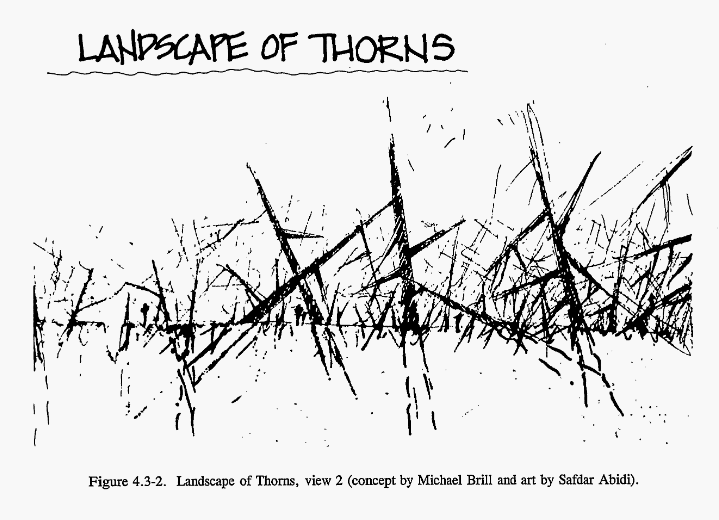 LANDSCAPE OF THORNS
Figure 4.3-2. Landscape of Thorns, view 2 (concept by Michael Brill and art by Safdar Abidi).